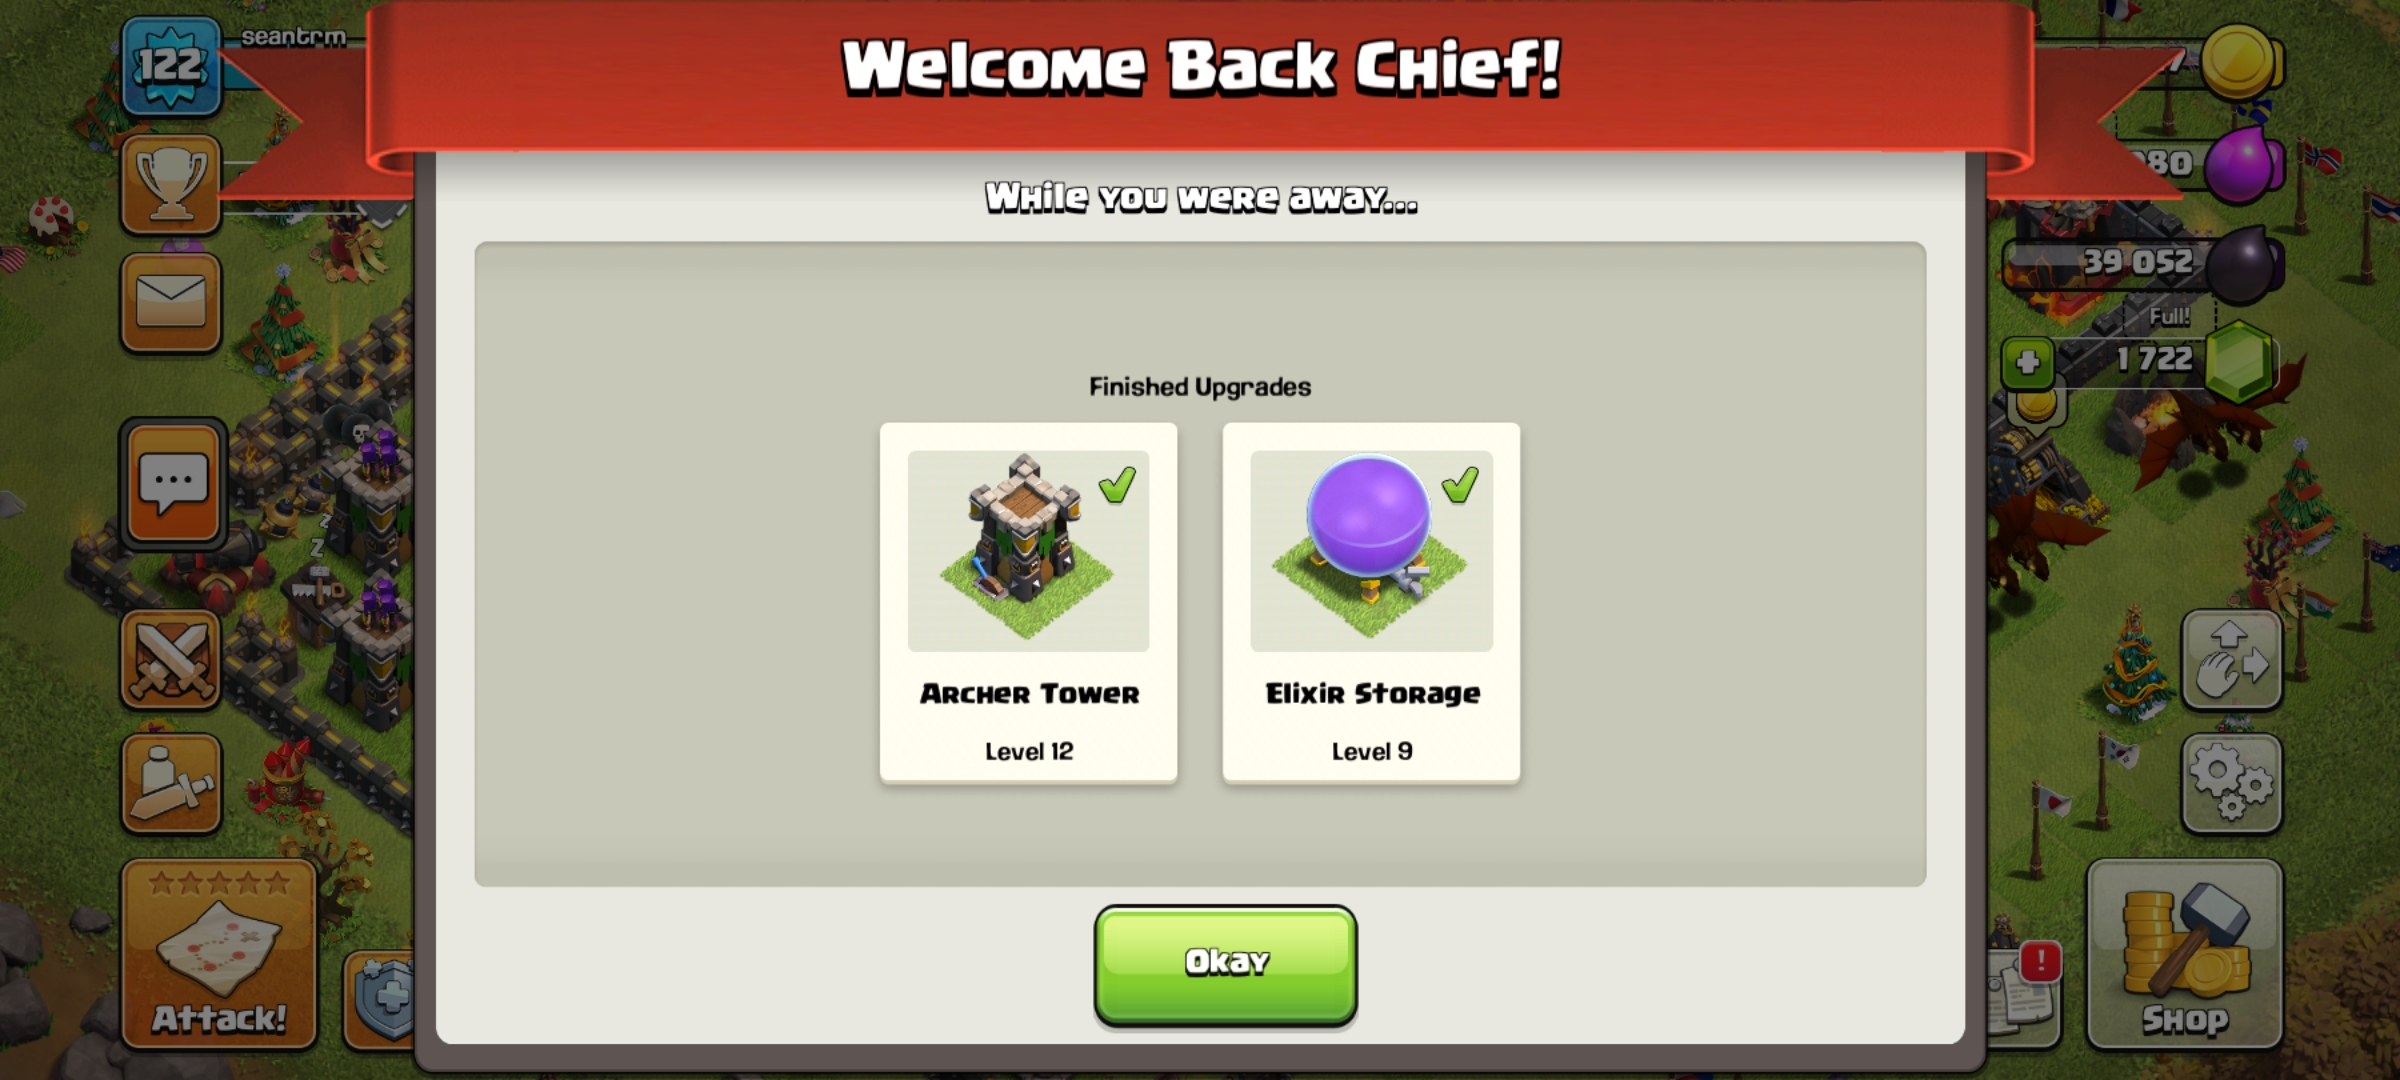 Welcome Back Chief!
122
seantrm
While you were away...
80
39 052
Full!
1 722
Finished Upgrades
Archer Tower
Level 12
Elixir Storage
Level 9
z
z
Okay
Attack!
!
Shop